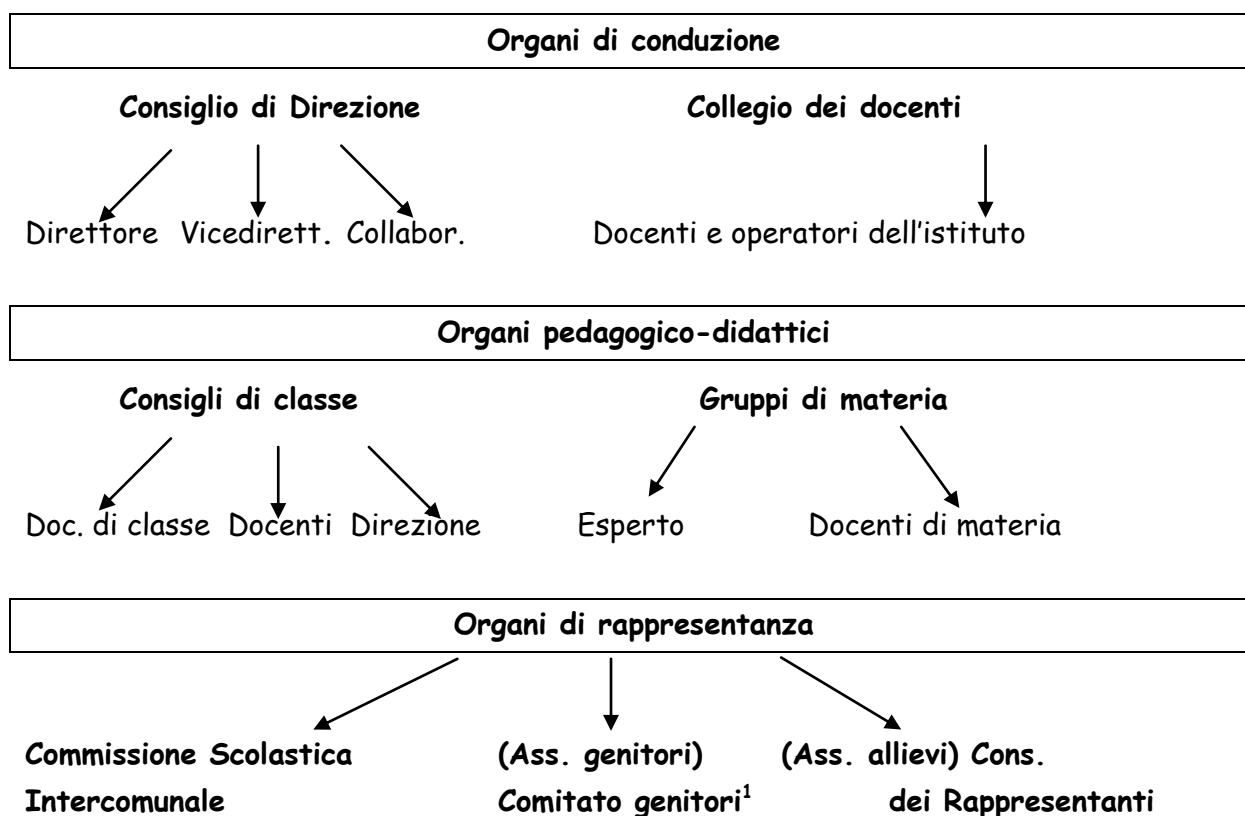 Organi di conduzione
Consiglio di Direzione Collegio dei docenti
Direttore Vicedirett. Collabor. Docenti e operatori dell'istituto
Organi pedagogico-didattici
Consigli di classe Gruppi di materia
Doc. di classe Docenti Direzione Esperto Docenti di materia
Organi di rappresentanza
Commissione Scolastica (Ass. genitori) (Ass. allievi) Cons.
Intercomunale Comitato genitori¹ dei Rappresentanti